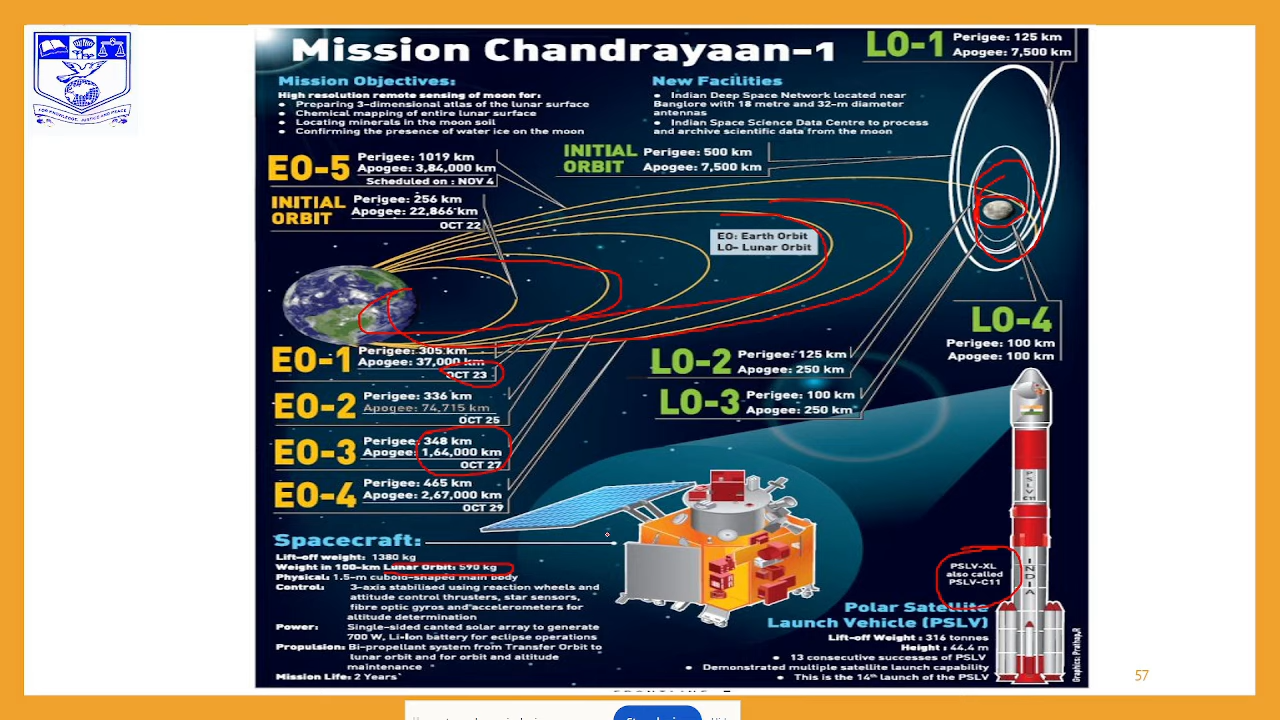 Mission Chandrayaan-1
LO-1 Perigee: 125 km
Apogee: 7,500 km
Mission Objectives:
High resolution remote sensing of moon for:
• Preparing 3-dimensional atlas of the lunar surface
• Chemical mapping of entire lunar surface
• Locating minerals in the moon soil
• Confirming the presence of water ice on the moon
New Facilities
• Indian Deep Space Network located near
Banglore with 18 metre and 32-m diameter
antennas
• Indian Space Science Data Centre to process
and archive scientific data from the moon
EO-5 Perigee: 1019 km
Apogee: 3,84,000 km
Scheduled on : NOV 4
INITIAL ORBIT Perigee: 500 km
Apogee: 7,500 km
INITIAL ORBIT Perigee: 256 km
Apogee: 22,866 km
OCT 22
EO: Earth Orbit
LO- Lunar Orbit
EO-1 Perigee: 305 km
Apogee: 37,000 km
OCT 23
EO-2 Perigee: 336 km
Apogee: 74,715 km
OCT 25
EO-3 Perigee: 348 km
Apogee: 1,64,000 km
OCT 27
EO-4 Perigee: 465 km
Apogee: 2,67,000 km
OCT 29
LO-2 Perigee: 125 km
Apogee: 250 km
LO-3 Perigee: 100 km
Apogee: 250 km
LO-4
Perigee: 100 km
Apogee: 100 km
Spacecraft:
Lift-off weight: 1380 kg
Weight in 100-km Lunar Orbit: 590 kg
Physical: 1.5-m cuboid-shaped main body
Control: 3-axis stabilised using reaction wheels and
attitude control thrusters, star sensors,
fibre optic gyros and accelerometers for
altitude determination
Power: Single-sided canted solar array to generate
700 W, Li-Ion battery for eclipse operations
Propulsion: Bi-propellant system from Transfer Orbit to
lunar orbit and for orbit and altitude
maintenance
Mission Life: 2 Years
PSLV C11
INDIA
PSLV-XL
also called
PSLV-C11
Polar Satellite
Launch Vehicle (PSLV)
Lift-off Weight : 316 tonnes
Height : 44.4 m
• 13 consecutive successes of PSLV
• Demonstrated multiple satellite launch capability
• This is the 14th launch of the PSLV
Graphics: Prathap.R
57